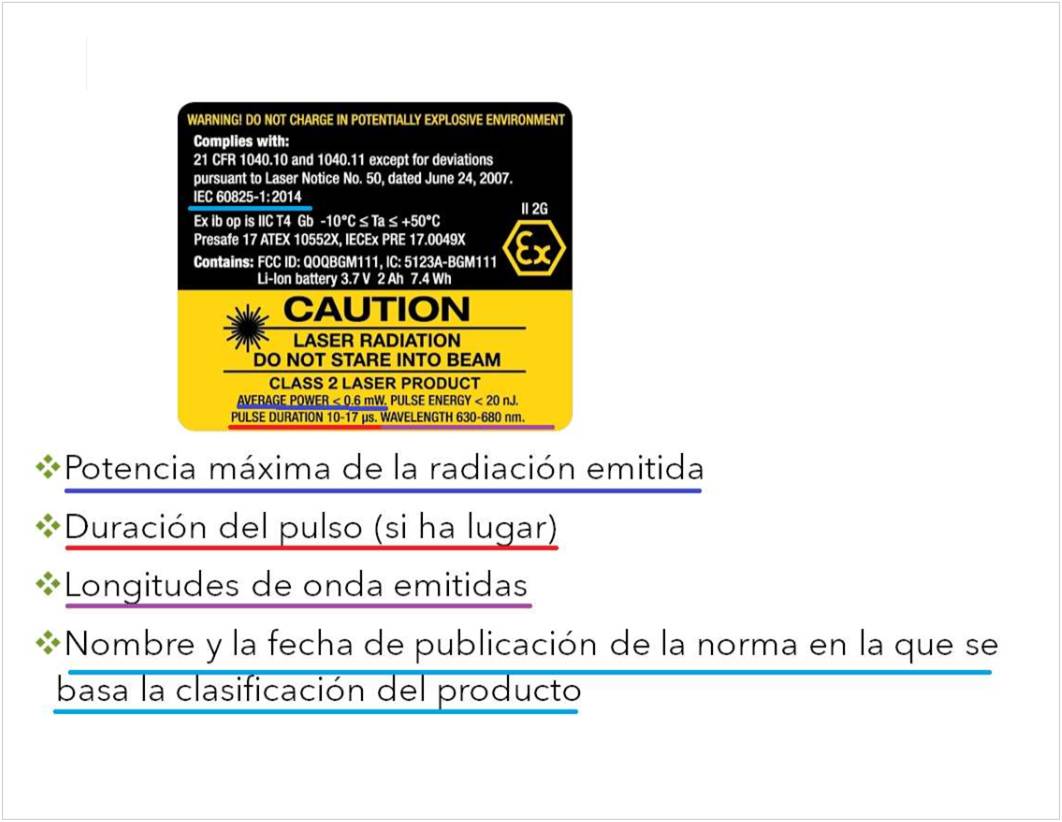 WARNING! DO NOT CHARGE IN POTENTIALLY EXPLOSIVE ENVIRONMENT
Complies with:
21 CFR 1040.10 and 1040.11 except for deviations
pursuant to Laser Notice No. 50, dated June 24, 2007.
IEC 60825-1:2014
II 2G
Ex ib op is IIC T4 Gb -10°C ≤ Ta ≤ +50°C
Presafe 17 ATEX 10552X, IECEx PRE 17.0049X
Ex
Contains: FCC ID: QOQBGM111, IC: 5123A-BGM111
Li-Ion battery 3.7 V 2 Ah 7.4 Wh
CAUTION
LASER RADIATION
DO NOT STARE INTO BEAM
CLASS 2 LASER PRODUCT
AVERAGE POWER < 0.6 mW. PULSE ENERGY < 20 nJ.
PULSE DURATION 10-17 µs. WAVELENGTH 630-680 nm.
Potencia máxima de la radiación emitida
Duración del pulso (si ha lugar)
Longitudes de onda emitidas
Nombre y la fecha de publicación de la norma en la que se
basa la clasificación del producto